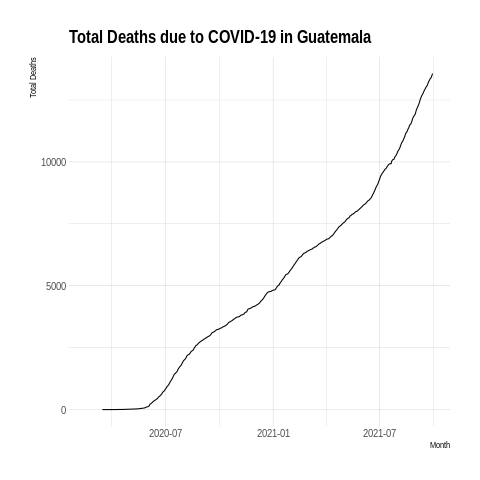 Total Deaths due to COVID-19 in Guatemala
Total Deaths
10000
5000
0
2020-07
2021-01
2021-07
Month